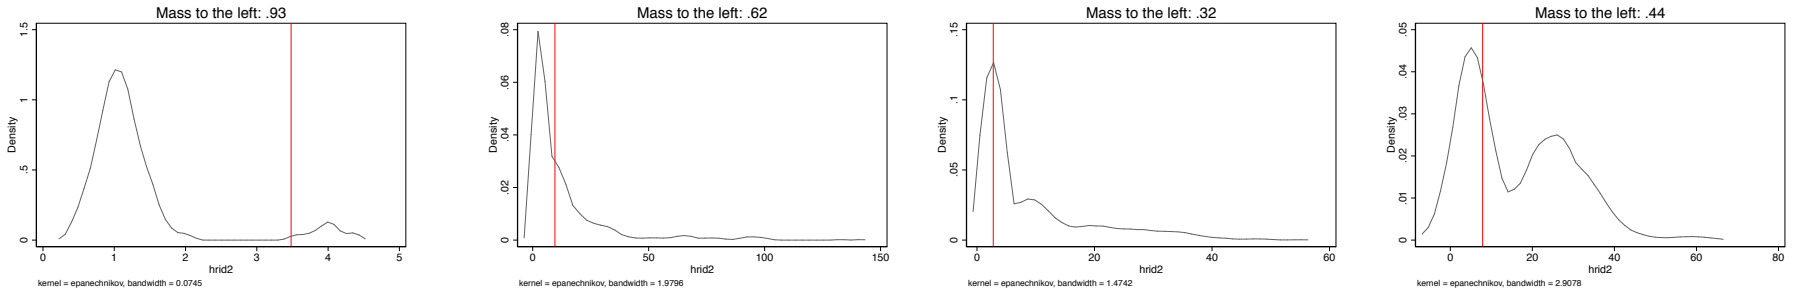 Mass to the left: .93
Density
0 .5 1 1.5
0 1 2 3 4 5
hrid2
kernel = epanechnikov, bandwidth = 0.0745
Mass to the left: .62
Density
0 .02 .04 .06 .08
0 50 100 150
hrid2
kernel = epanechnikov, bandwidth = 1.9796
Mass to the left: .32
Density
0 .05 .1 .15
0 20 40 60
hrid2
kernel = epanechnikov, bandwidth = 1.4742
Mass to the left: .44
Density
0 .01 .02 .03 .04 .05
0 20 40 60 80
hrid2
kernel = epanechnikov, bandwidth = 2.9078